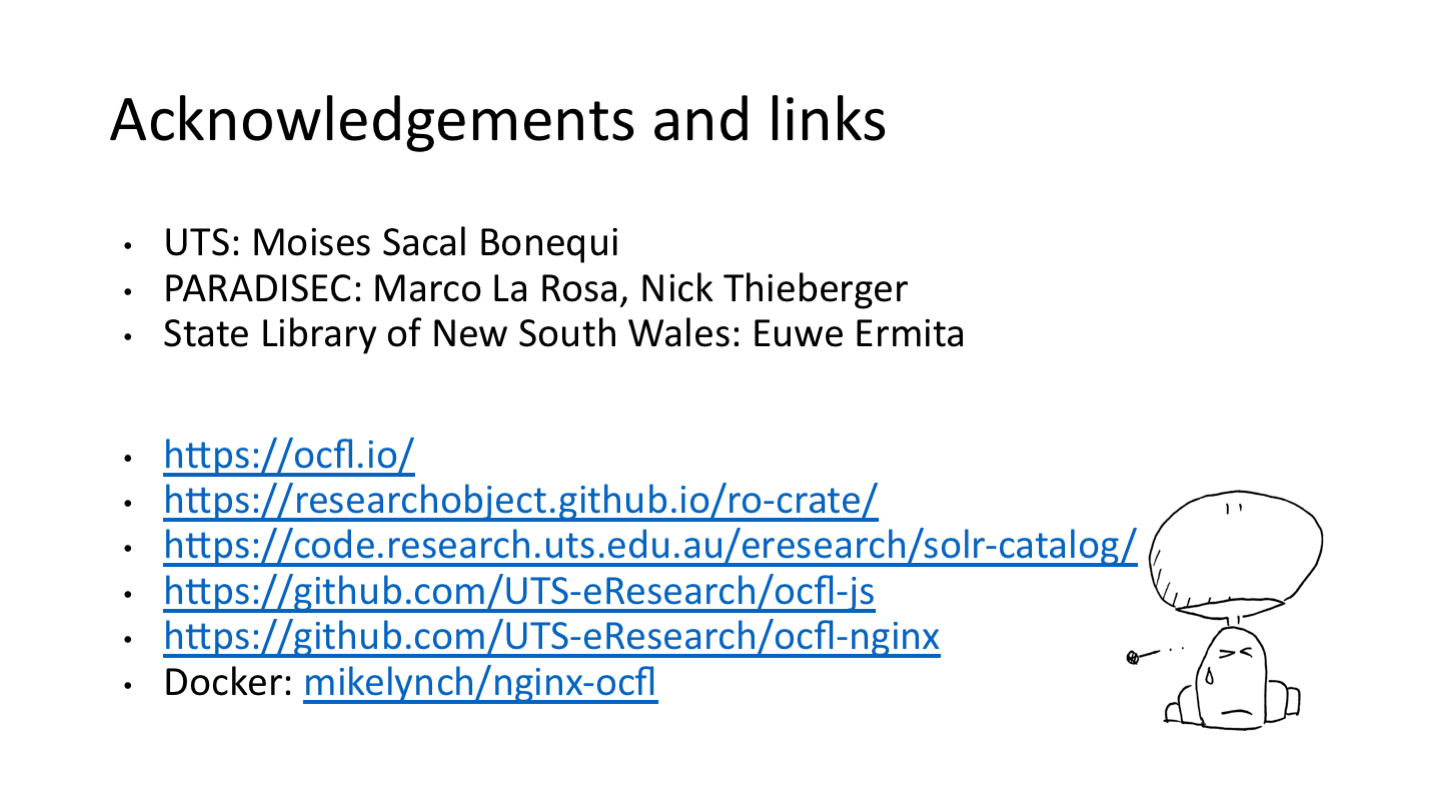 Acknowledgements and links
• UTS: Moises Sacal Bonequi
• PARADISEC: Marco La Rosa, Nick Thieberger
• State Library of New South Wales: Euwe Ermita
• https://ocfl.io/
• https://researchobject.github.io/ro-crate/
• https://code.research.uts.edu.au/eresearch/solr-catalog/
• https://github.com/UTS-eResearch/ocfl-js
• https://github.com/UTS-eResearch/ocfl-nginx
• Docker: mikelynch/nginx-ocfl